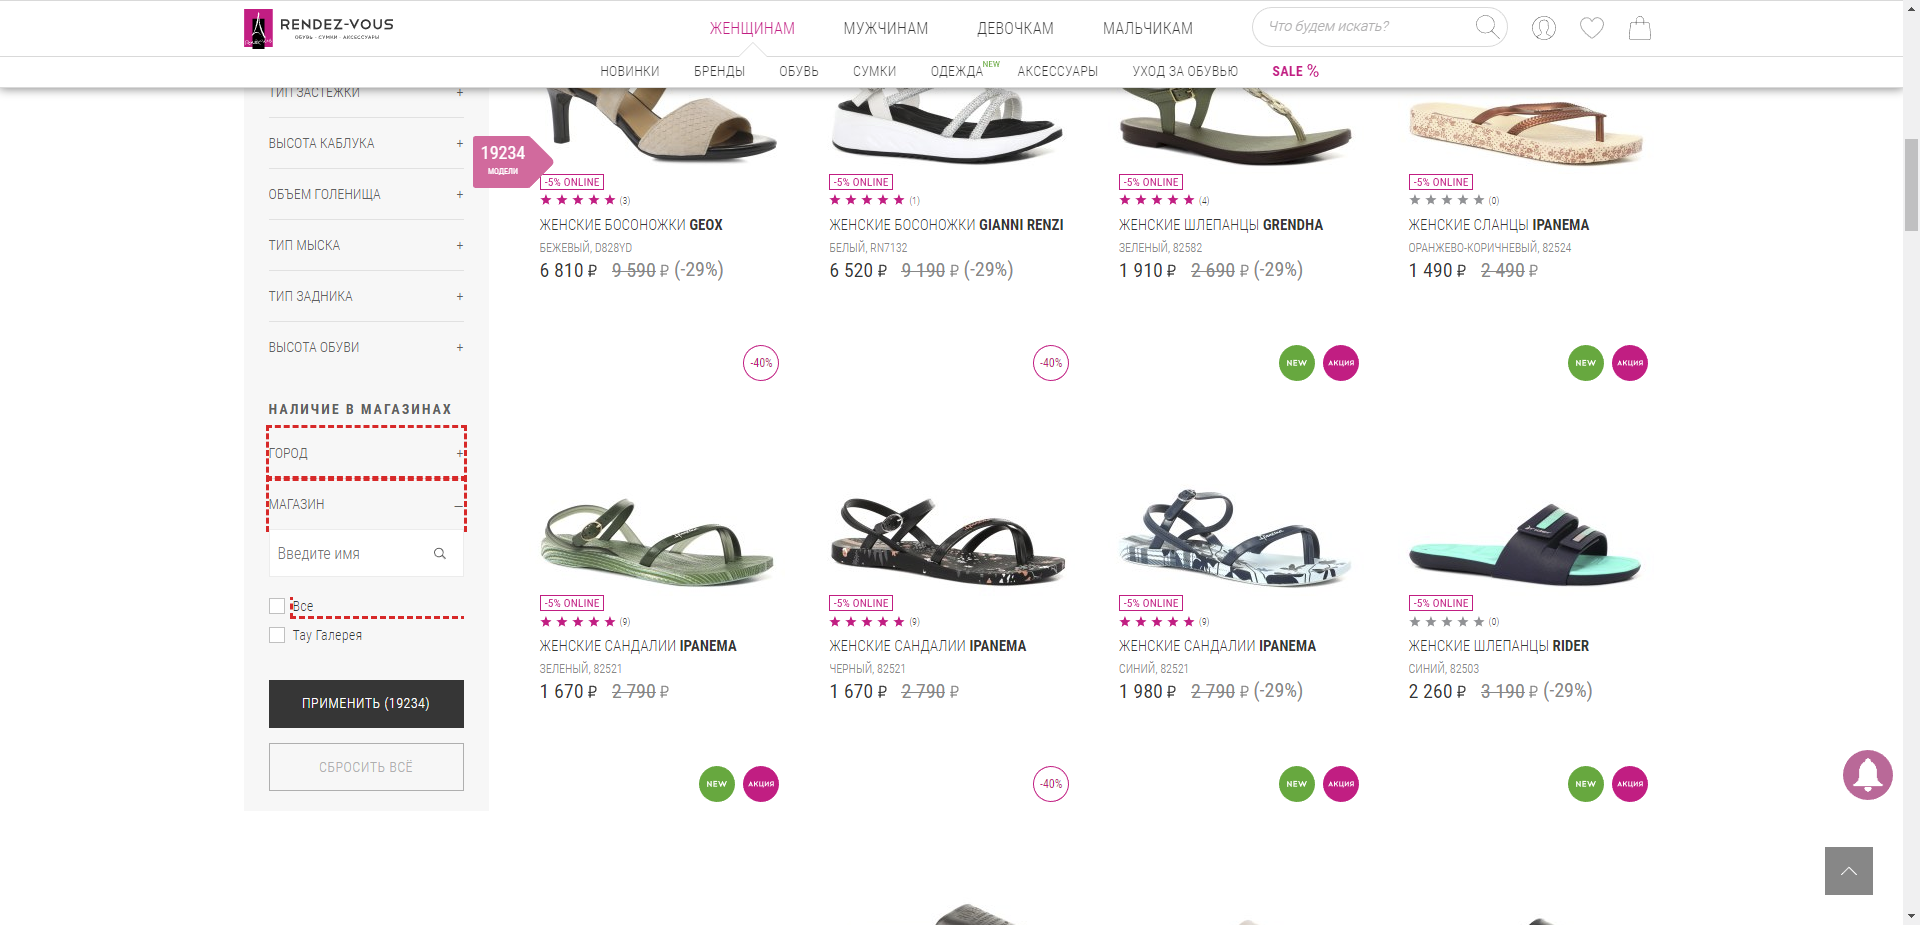 RENDEZ-VOUS
ОБУВЬ · СУМКИ · АКСЕССУАРЫ
ЖЕНЩИНАМ
МУЖЧИНАМ
ДЕВОЧКАМ
МАЛЬЧИКАМ
Что будем искать?
НОВИНКИ
БРЕНДЫ
ОБУВЬ
СУМКИ
ОДЕЖДА NEW
АКСЕССУАРЫ
УХОД ЗА ОБУВЬЮ
SALE %
ТИП ЗАСТЕЖКИ +
ВЫСОТА КАБЛУКА +
ОБЪЕМ ГОЛЕНИЩА +
ТИП МЫСКА +
ТИП ЗАДНИКА +
ВЫСОТА ОБУВИ +
НАЛИЧИЕ В МАГАЗИНАХ
ГОРОД +
МАГАЗИН –
Введите имя
Все
Тау Галерея
ПРИМЕНИТЬ (19234)
СБРОСИТЬ ВСЁ
19234
МОДЕЛИ
-5% ONLINE
(3)
ЖЕНСКИЕ БОСОНОЖКИ GEOX
БЕЖЕВЫЙ, D828YD
6 810 ₽ 9 590 ₽ (-29%)
-5% ONLINE
(1)
ЖЕНСКИЕ БОСОНОЖКИ GIANNI RENZI
БЕЛЫЙ, RN7132
6 520 ₽ 9 190 ₽ (-29%)
-5% ONLINE
(4)
ЖЕНСКИЕ ШЛЕПАНЦЫ GRENDHA
ЗЕЛЕНЫЙ, 82582
1 910 ₽ 2 690 ₽ (-29%)
-5% ONLINE
(0)
ЖЕНСКИЕ СЛАНЦЫ IPANEMA
ОРАНЖЕВО-КОРИЧНЕВЫЙ, 82524
1 490 ₽ 2 490 ₽
-40%
-5% ONLINE
(9)
ЖЕНСКИЕ САНДАЛИИ IPANEMA
ЗЕЛЕНЫЙ, 82521
1 670 ₽ 2 790 ₽
-40%
-5% ONLINE
(9)
ЖЕНСКИЕ САНДАЛИИ IPANEMA
ЧЕРНЫЙ, 82521
1 670 ₽ 2 790 ₽
NEW АКЦИЯ
-5% ONLINE
(9)
ЖЕНСКИЕ САНДАЛИИ IPANEMA
СИНИЙ, 82521
1 980 ₽ 2 790 ₽ (-29%)
NEW АКЦИЯ
-5% ONLINE
(0)
ЖЕНСКИЕ ШЛЕПАНЦЫ RIDER
СИНИЙ, 82503
2 260 ₽ 3 190 ₽ (-29%)
NEW АКЦИЯ
-40%
NEW АКЦИЯ
NEW АКЦИЯ